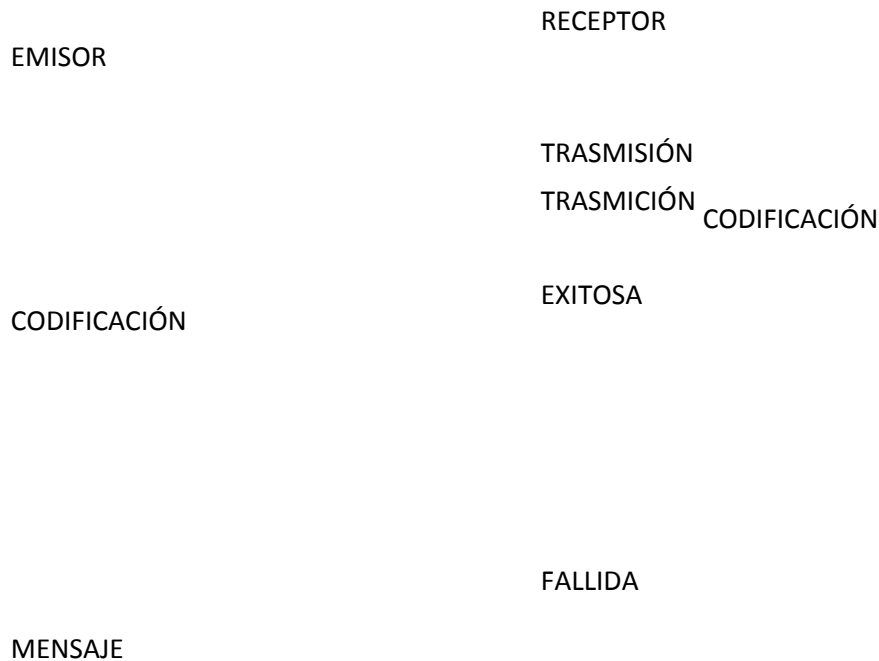 RECEPTOR
EMISOR
TRASMISIÓN
TRASMICIÓN
CODIFICACIÓN
EXITOSA
CODIFICACIÓN
FALLIDA
MENSAJE